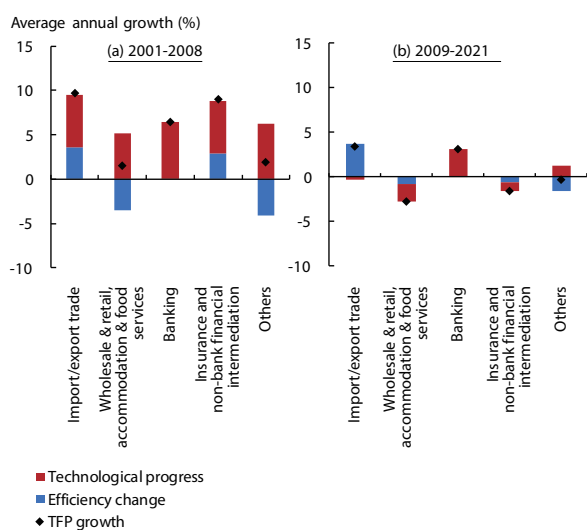 Average annual growth (%)
(a) 2001-2008
(b) 2009-2021
15
10
5
0
-5
-10
15
10
5
0
-5
-10
Import/export trade
Wholesale & retail,
accommodation & food
services
Banking
Insurance and
non-bank financial
intermediation
Others
Import/export trade
Wholesale & retail,
accommodation & food
services
Banking
Insurance and
non-bank financial
intermediation
Others
Technological progress
Efficiency change
TFP growth